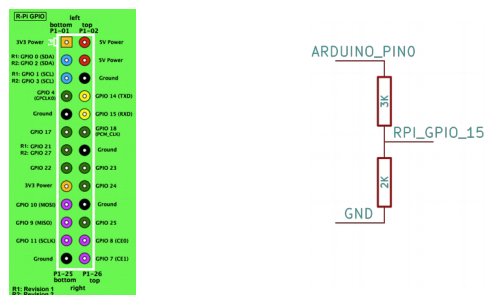 R-Pi GPIO
left
bottom top
P1-01 P1-02
3V3 Power 5V Power
R1: GPIO 0 (SDA)
R2: GPIO 2 (SDA) 5V Power
R1: GPIO 1 (SCL)
R2: GPIO 3 (SCL) Ground
GPIO 4
(GPCLK0) GPIO 14 (TXD)
Ground GPIO 15 (RXD)
GPIO 17 GPIO 18
(PCM_CLK)
R1: GPIO 21
R2: GPIO 27 Ground
GPIO 22 GPIO 23
3V3 Power GPIO 24
GPIO 10 (MOSI) Ground
GPIO 9 (MISO) GPIO 25
GPIO 11 (SCLK) GPIO 8 (CE0)
Ground GPIO 7 (CE1)
P1-25 P1-26
bottom top
right
R1: Revision 1
R2: Revision 2
ARDUINO_PIN0
3K
RPI_GPIO_15
2K
GND